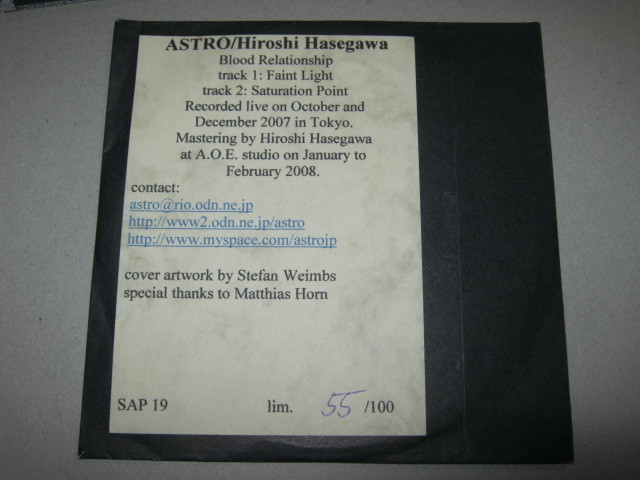 ASTRO/Hiroshi Hasegawa
Blood Relationship
track 1: Faint Light
track 2: Saturation Point
Recorded live on October and
December 2007 in Tokyo.
Mastering by Hiroshi Hasegawa
at A.O.E. studio on January to
February 2008.
contact:
astro@rio.odn.ne.jp
http://www2.odn.ne.jp/astro
http://www.myspace.com/astrojp
cover artwork by Stefan Weimbs
special thanks to Matthias Horn
SAP 19 lim. 55 /100